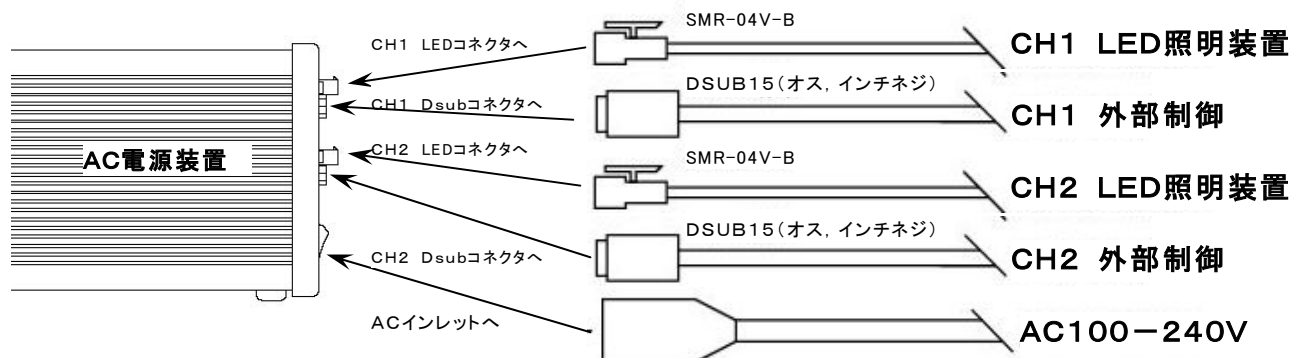 SMR-04V-B
CH1 LEDコネクタへ
CH1 LED照明装置
DSUB15(オス, インチネジ)
CH1 Dsubコネクタへ
CH1 外部制御
AC電源装置
CH2 LEDコネクタへ
SMR-04V-B
CH2 LED照明装置
DSUB15(オス, インチネジ)
CH2 Dsubコネクタへ
CH2 外部制御
ACインレットへ
AC100-240V